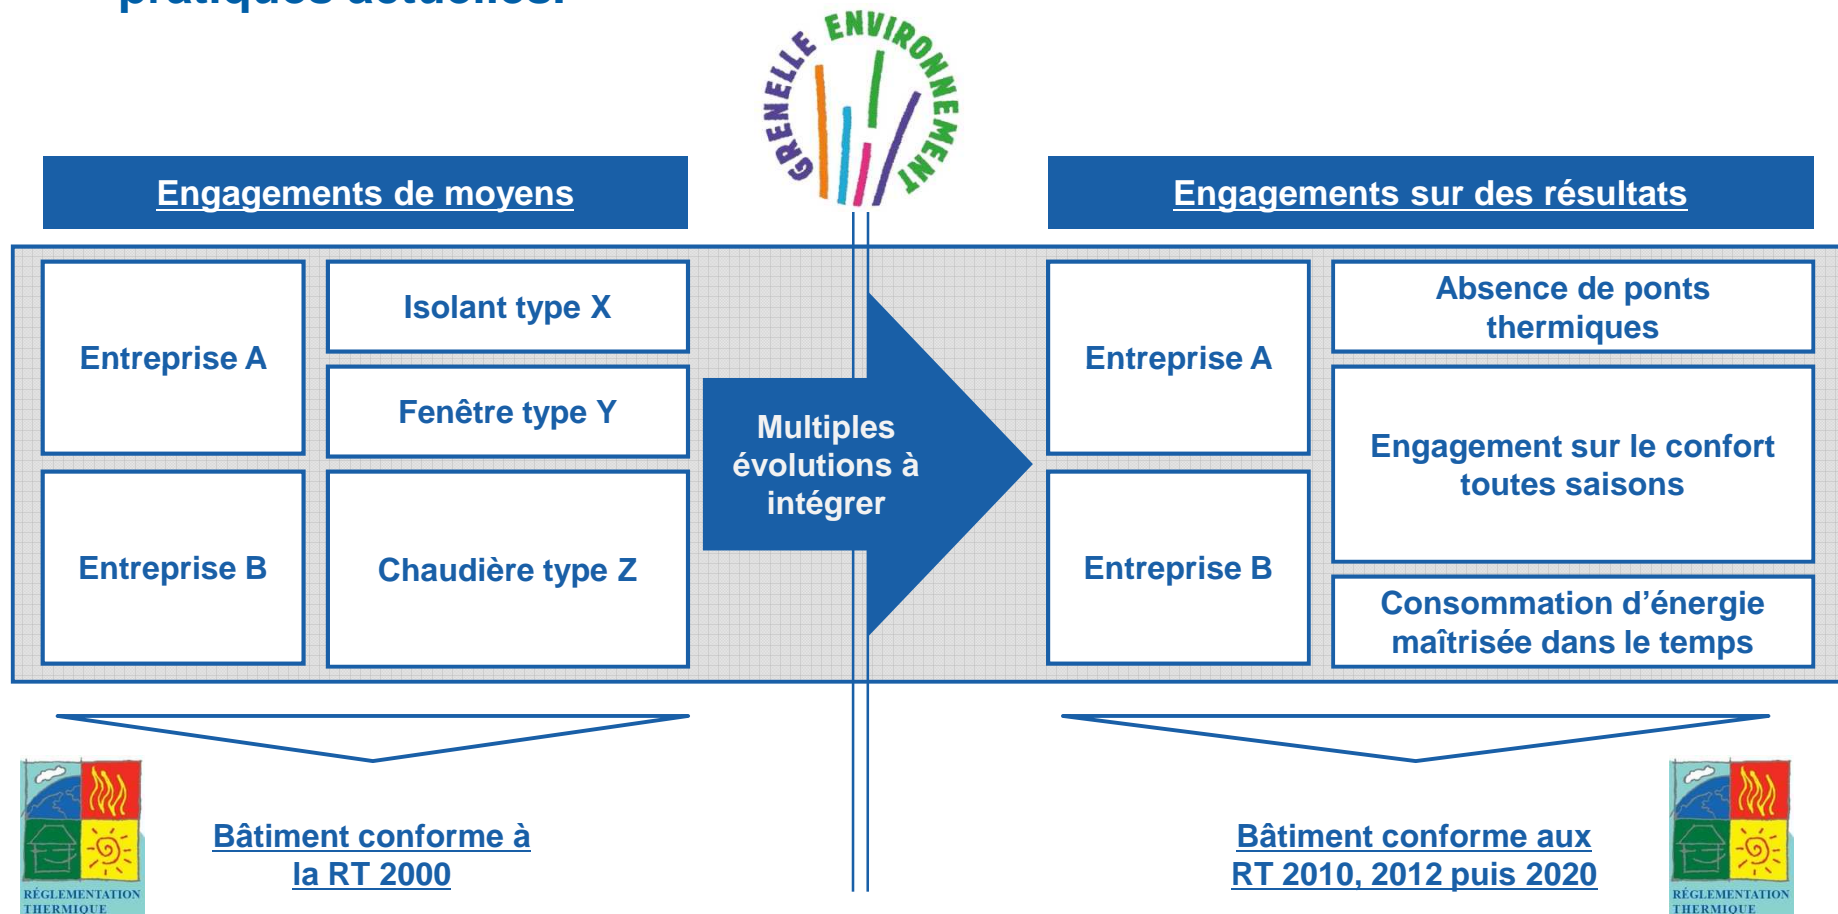 pratiques actuelles.
GRENELLE ENVIRONNEMENT
Engagements de moyens
Engagements sur des résultats
Entreprise A
Isolant type X
Fenêtre type Y
Entreprise B
Chaudière type Z
Multiples
évolutions à
intégrer
Entreprise A
Absence de ponts
thermiques
Engagement sur le confort
toutes saisons
Entreprise B
Consommation d’énergie
maîtrisée dans le temps
RÉGLEMENTATION
THERMIQUE
Bâtiment conforme à
la RT 2000
Bâtiment conforme aux
RT 2010, 2012 puis 2020
RÉGLEMENTATION
THERMIQUE